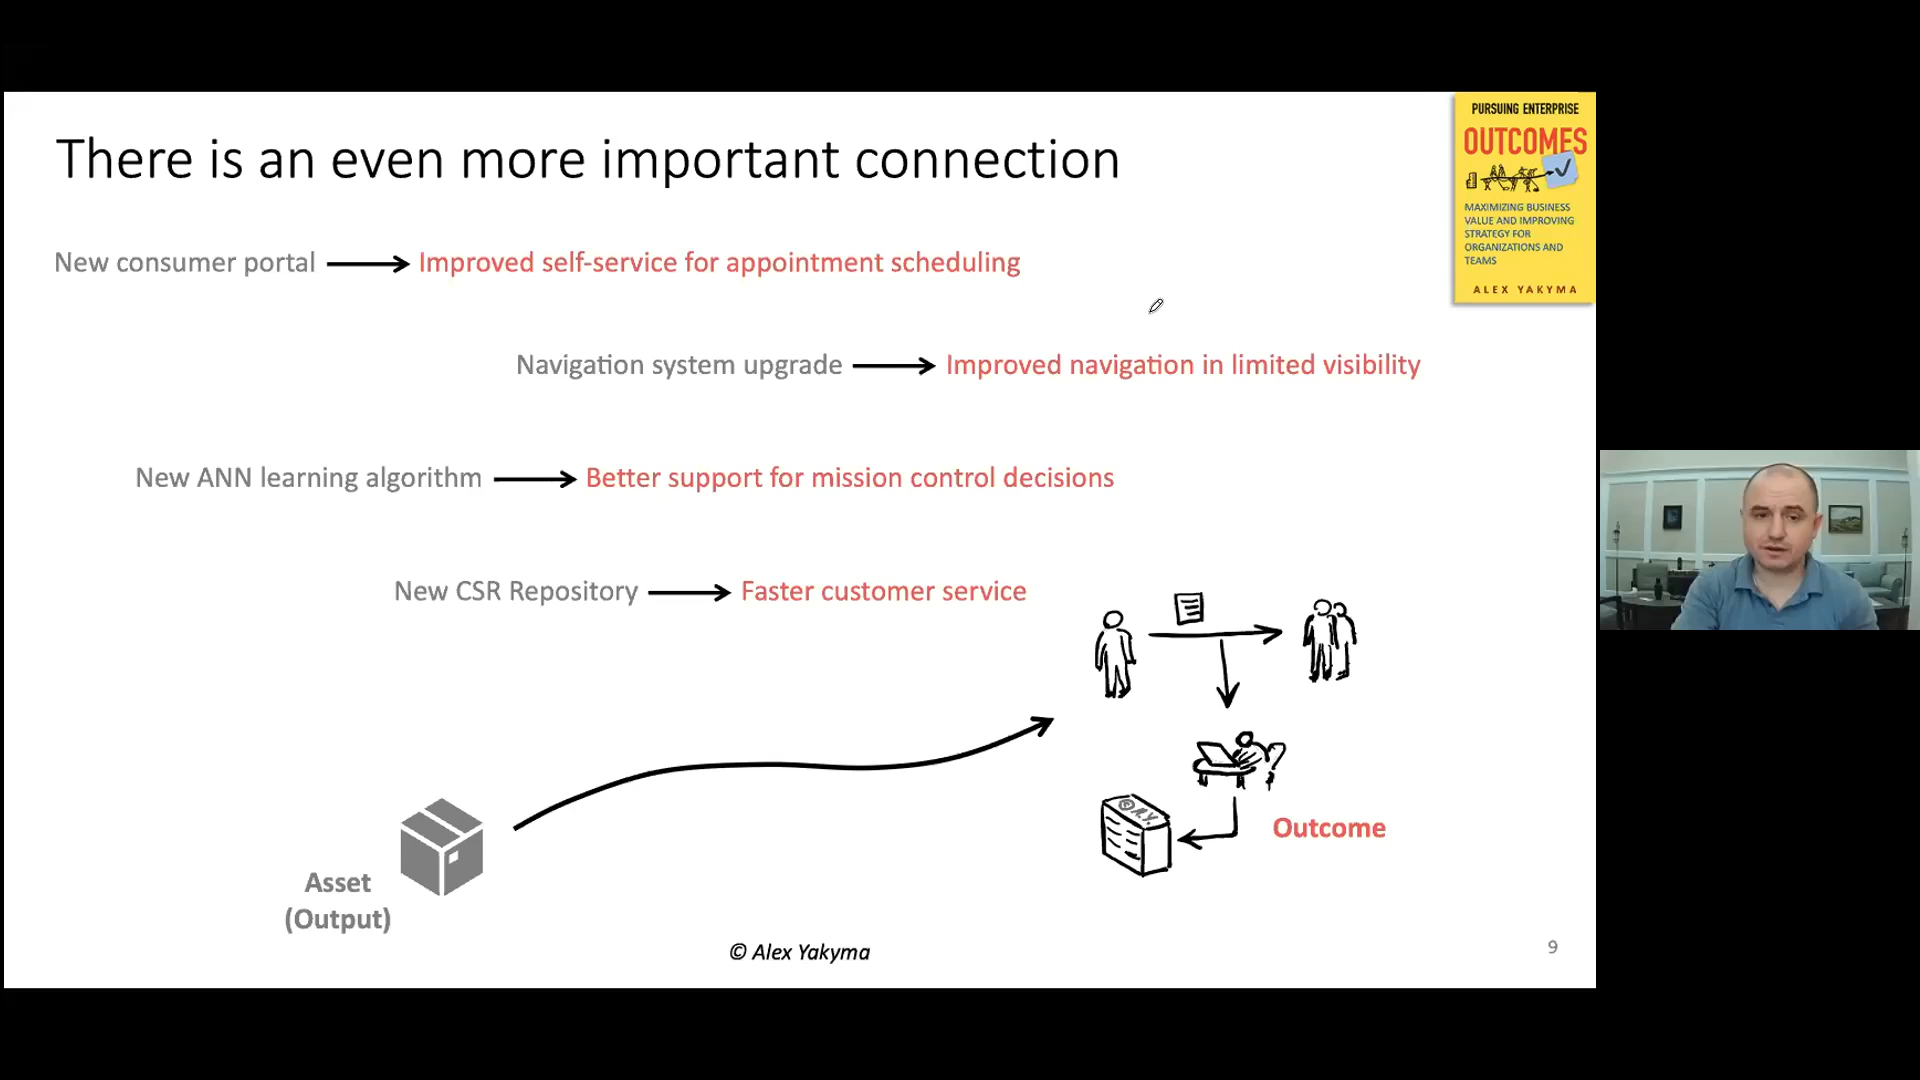 There is an even more important connection
PURSUING ENTERPRISE
OUTCOMES
MAXIMIZING BUSINESS
VALUE AND IMPROVING
STRATEGY FOR
ORGANIZATIONS AND
TEAMS
ALEX YAKYMA
New consumer portal Improved self-service for appointment scheduling
Navigation system upgrade Improved navigation in limited visibility
New ANN learning algorithm Better support for mission control decisions
New CSR Repository Faster customer service
© A.Y.
Outcome
Asset
(Output)
© Alex Yakyma
9